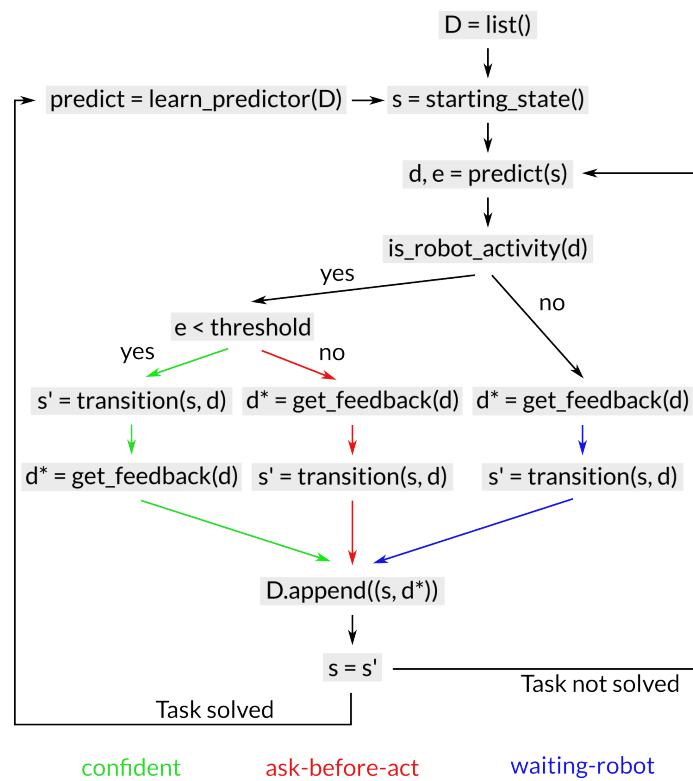 D = list()
predict = learn_predictor(D)
s = starting_state()
d, e = predict(s)
is_robot_activity(d)
yes
no
e < threshold
yes
no
s' = transition(s, d)
d* = get_feedback(d)
d* = get_feedback(d)
d* = get_feedback(d)
s' = transition(s, d)
s' = transition(s, d)
D.append((s, d*))
s = s'
Task not solved
Task solved
confident
ask-before-act
waiting-robot